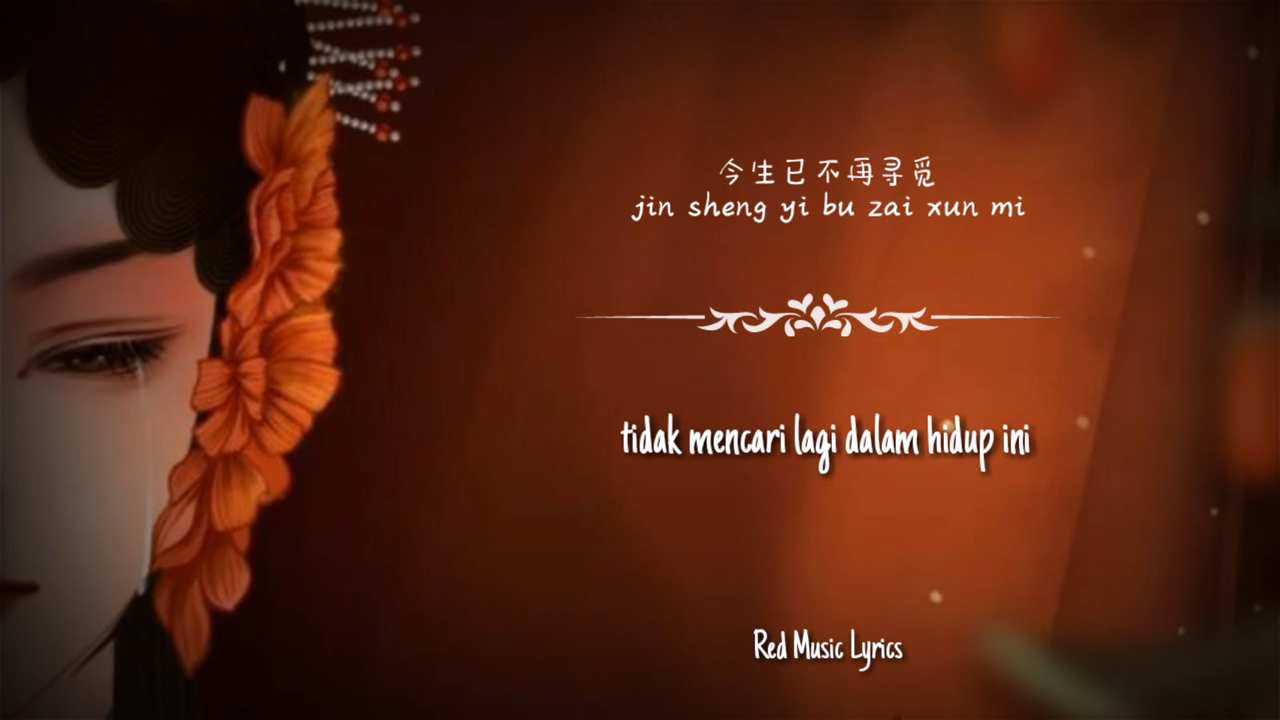 今生已不再寻觅
jin sheng yi bu zai xun mi
tidak mencari lagi dalam hidup ini
Red Music Lyrics